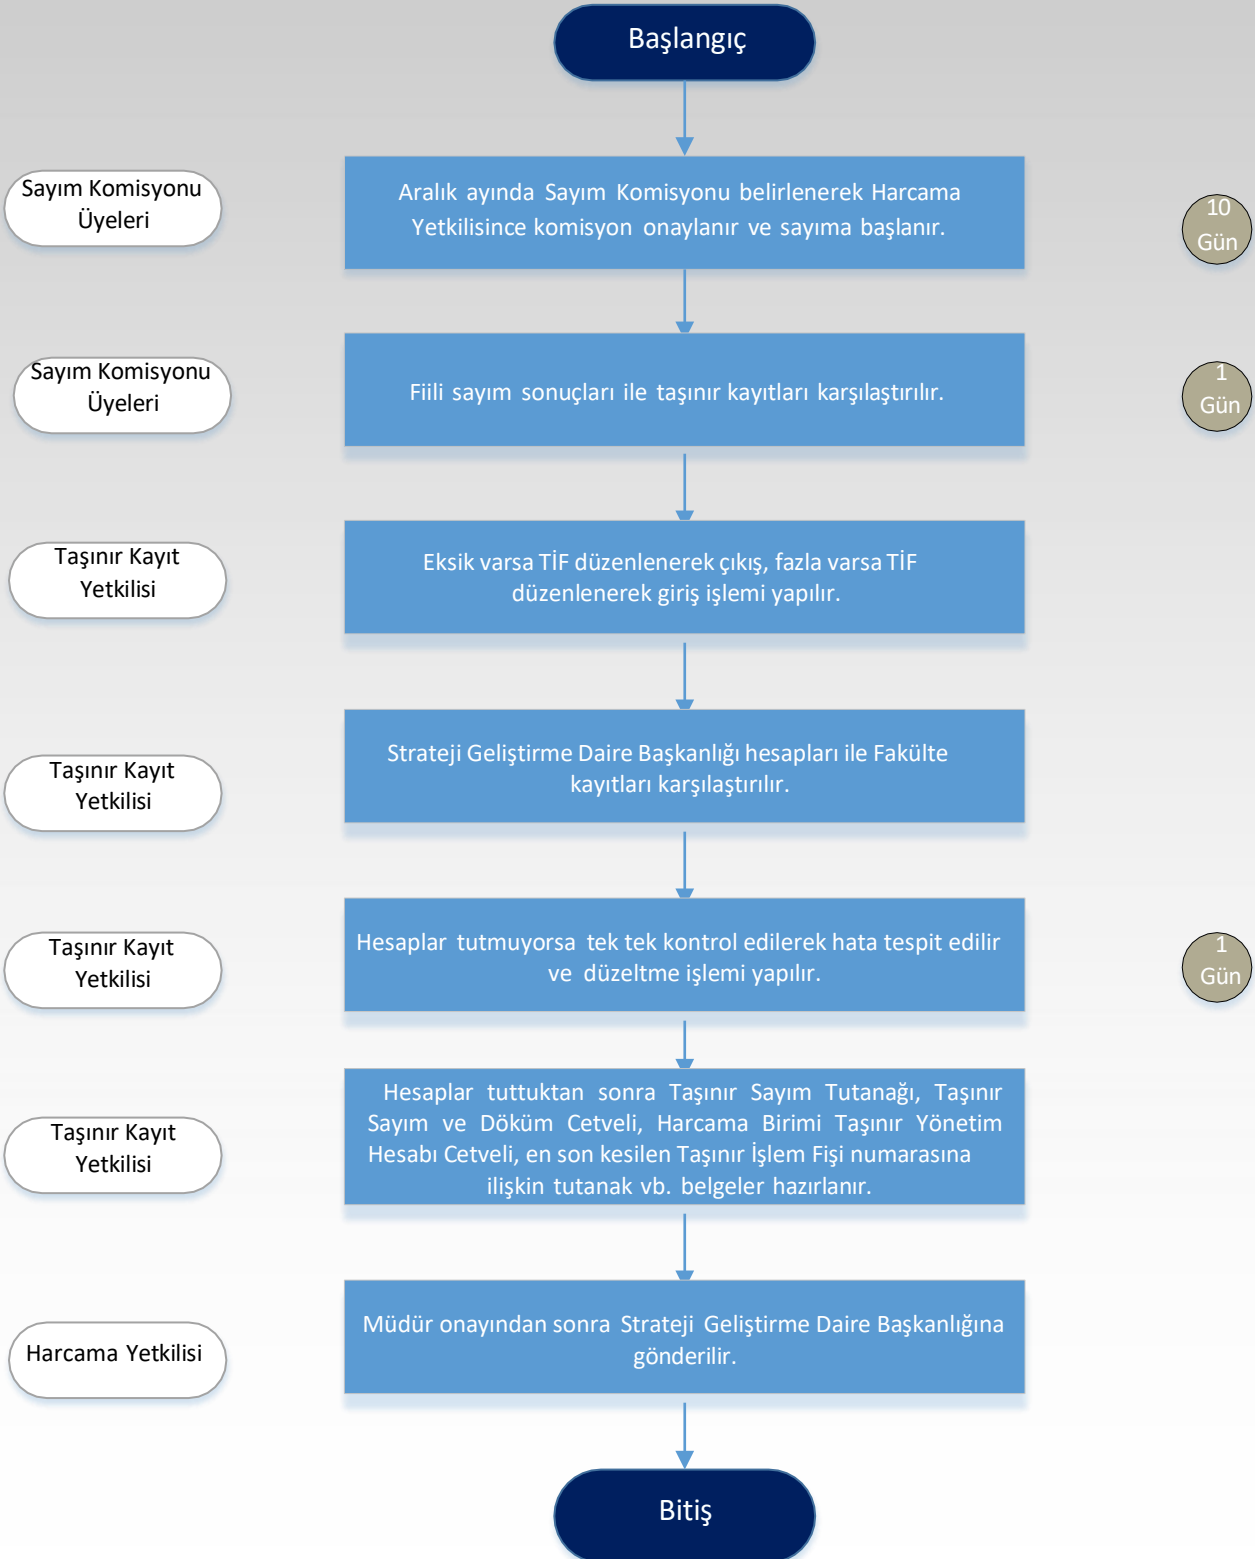 Başlangıç
Sayım Komisyonu
Üyeleri
Aralık ayında Sayım Komisyonu belirlenerek Harcama
Yetkilisince komisyon onaylanır ve sayıma başlanır.
10
Gün
Sayım Komisyonu
Üyeleri
Fiili sayım sonuçları ile taşınır kayıtları karşılaştırılır.
1
Gün
Taşınır Kayıt
Yetkilisi
Eksik varsa TİF düzenlenerek çıkış, fazla varsa TİF
düzenlenerek giriş işlemi yapılır.
Taşınır Kayıt
Yetkilisi
Strateji Geliştirme Daire Başkanlığı hesapları ile Fakülte
kayıtları karşılaştırılır.
Taşınır Kayıt
Yetkilisi
Hesaplar tutmuyorsa tek tek kontrol edilerek hata tespit edilir
ve düzeltme işlemi yapılır.
1
Gün
Taşınır Kayıt
Yetkilisi
Hesaplar tuttuktan sonra Taşınır Sayım Tutanağı, Taşınır
Sayım ve Döküm Cetveli, Harcama Birimi Taşınır Yönetim
Hesabı Cetveli, en son kesilen Taşınır İşlem Fişi numarasına
ilişkin tutanak vb. belgeler hazırlanır.
Harcama Yetkilisi
Müdür onayından sonra Strateji Geliştirme Daire Başkanlığına
gönderilir.
Bitiş